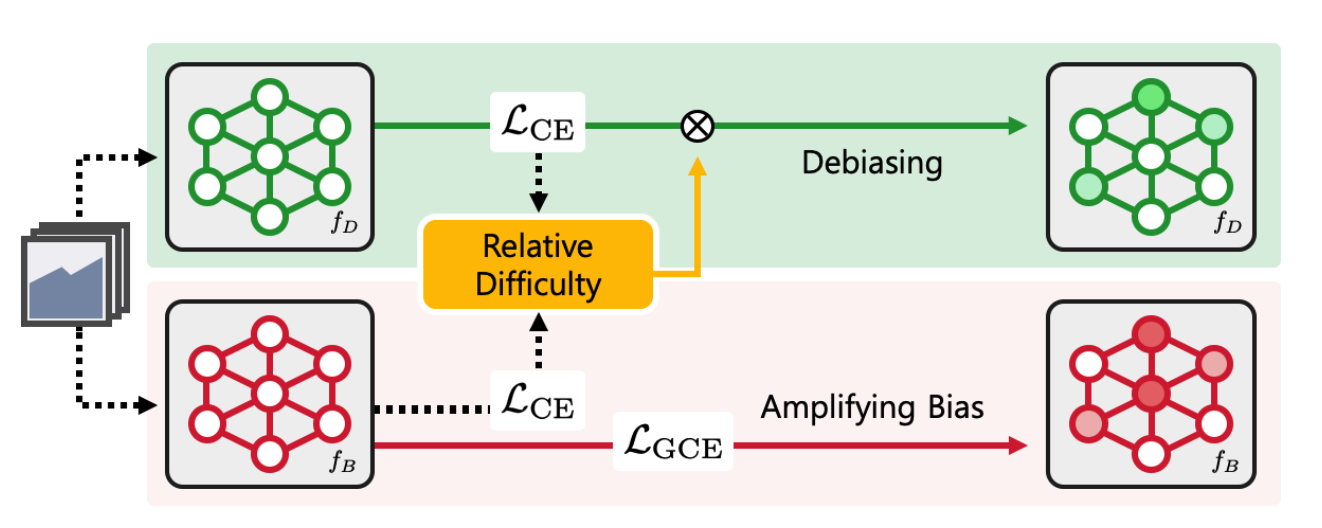 ℒ_CE
Debiasing
f_D
f_D
Relative
Difficulty
ℒ_CE
Amplifying Bias
ℒ_GCE
f_B
f_B